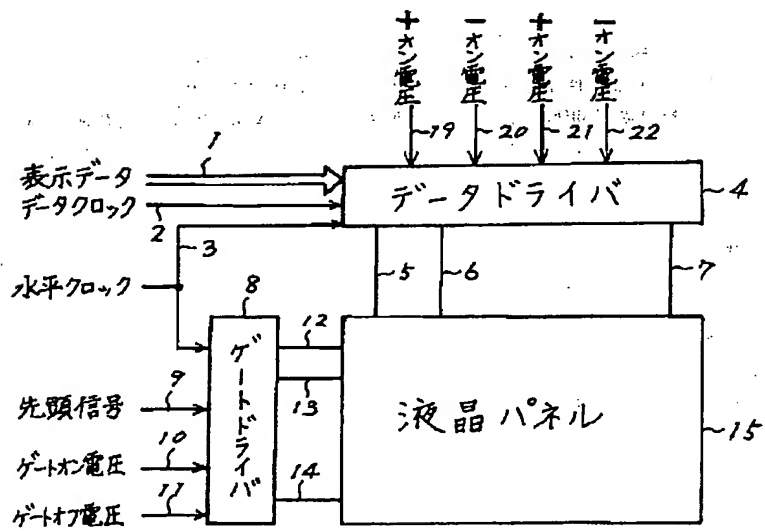 +オン電圧
-オン電圧
+オン電圧
-オン電圧
19
20
21
22
1
表示データ
データクロック
2
データドライバ
4
3
5
6
7
水平クロック
8
12
13
14
ゲートドライバ
液晶パネル
15
9
先頭信号
10
ゲートオン電圧
11
ゲートオフ電圧